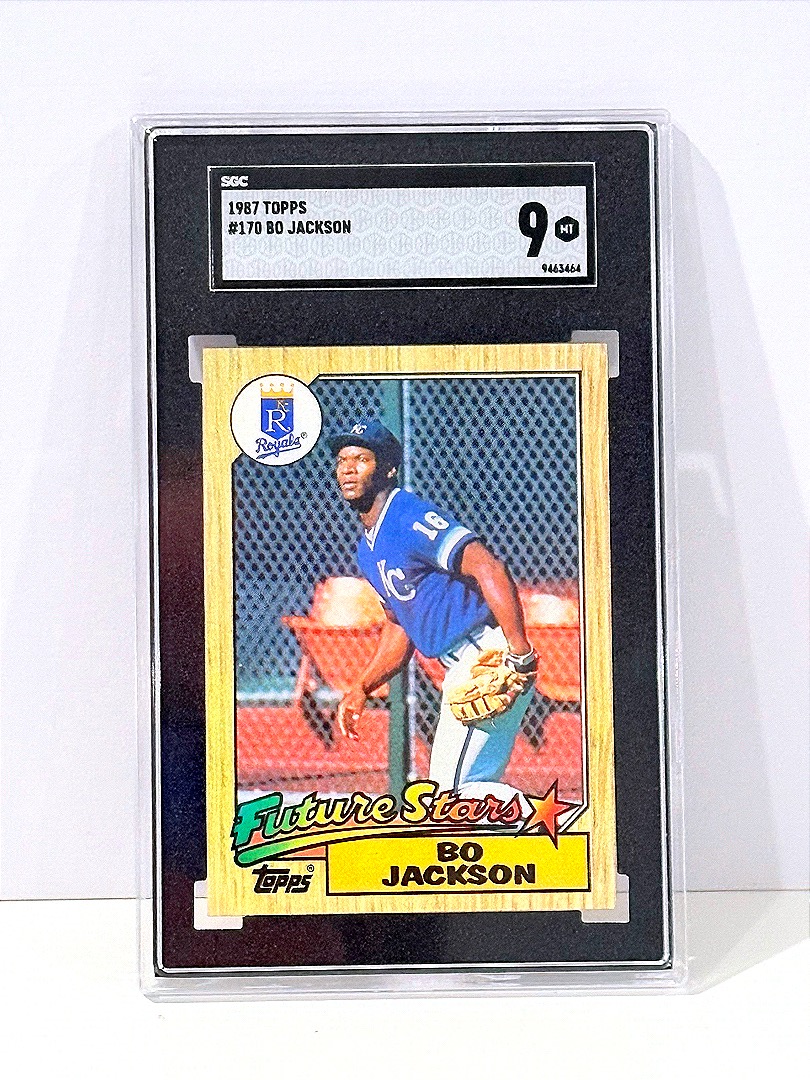 SGC
1987 TOPPS
#170 BO JACKSON
9 MT
9463464
K-
R
Royals®
KC
16
KC
Future Stars
Topps®
BO
JACKSON